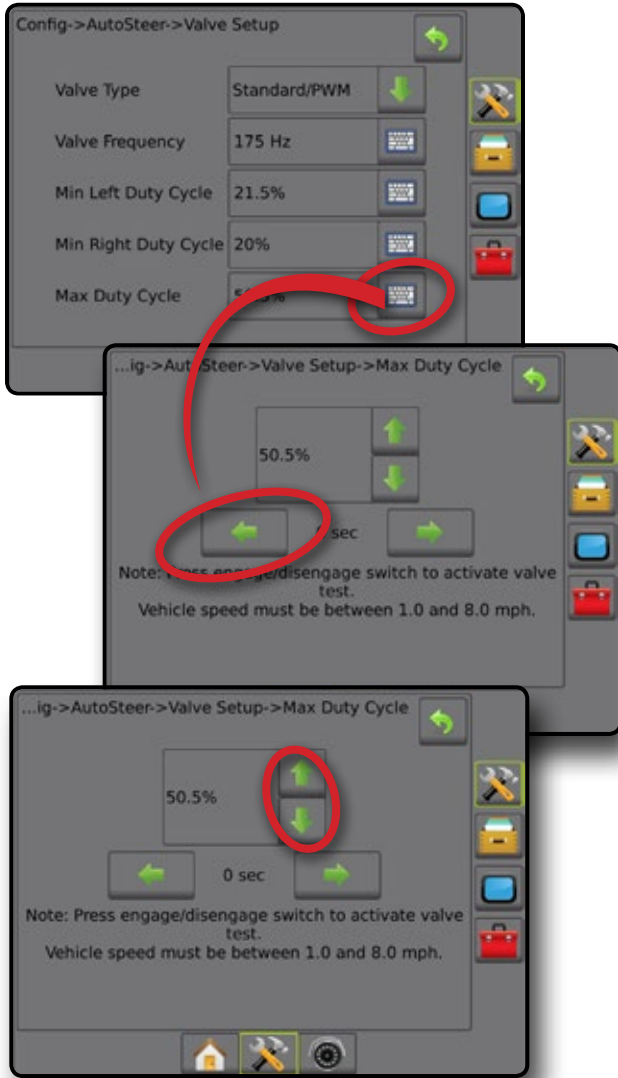 Config->AutoSteer->Valve Setup
Valve Type Standard/PWM
Valve Frequency 175 Hz
Min Left Duty Cycle 21.5%
Min Right Duty Cycle 20%
Max Duty Cycle
...ig->AutoSteer->Valve Setup->Max Duty Cycle
50.5%
sec
Note: Press engage/disengage switch to activate valve
test.
Vehicle speed must be between 1.0 and 8.0 mph.
...ig->AutoSteer->Valve Setup->Max Duty Cycle
50.5%
0 sec
Note: Press engage/disengage switch to activate valve
test.
Vehicle speed must be between 1.0 and 8.0 mph.